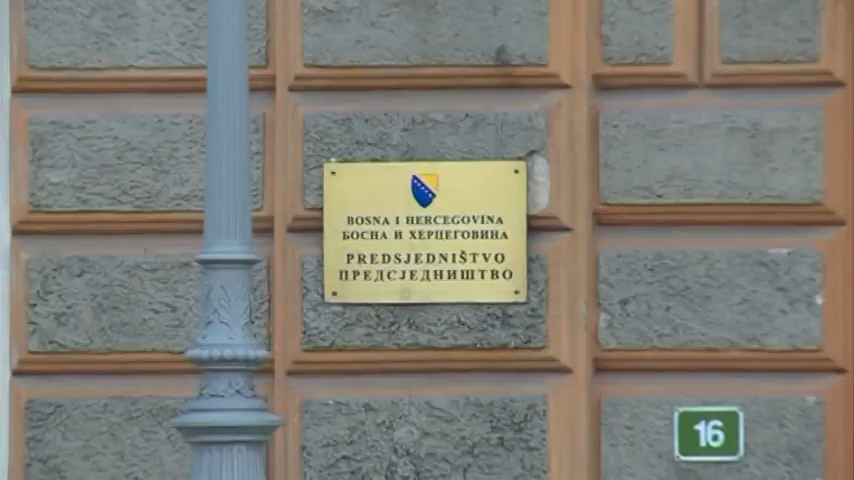 BOSNA I HERCEGOVINA
БОСНА И ХЕРЦЕГОВИНА
PREDSJEDNIŠTVO
ПРЕДСЈЕДНИШТВО
16